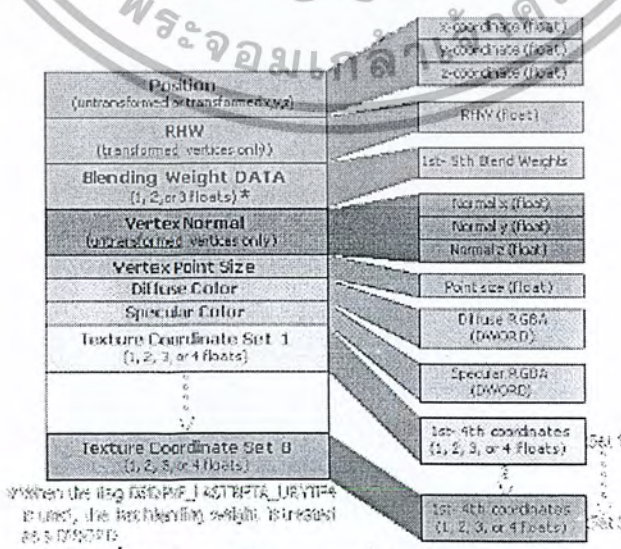 พระจอมเกล้าเจ้าคุณ
Position
(untransformed or transformed x,y,z)
RHW
(transformed vertices only)
Blending Weight DATA
(1, 2, or 3 floats) *
Vertex Normal
(untransformed vertices only)
Vertex Point Size
Diffuse Color
Specular Color
Texture Coordinate Set 1
(1, 2, 3, or 4 floats)
Texture Coordinate Set 8
(1, 2, 3, or 4 floats)
x-coordinate (float)
y-coordinate (float)
z-coordinate (float)
RHW (float)
1st- 5th Blend Weights
Normal x (float)
Normal y (float)
Normal z (float)
Point size (float)
Diffuse RGBA
(DWORD)
Specular RGBA
(DWORD)
1st- 4th coordinates
(1, 2, 3, or 4 floats)
Set 1
1st- 4th coordinates
(1, 2, 3, or 4 floats)
*When the flag
is used, the last blending weight is treated
as a DWORD